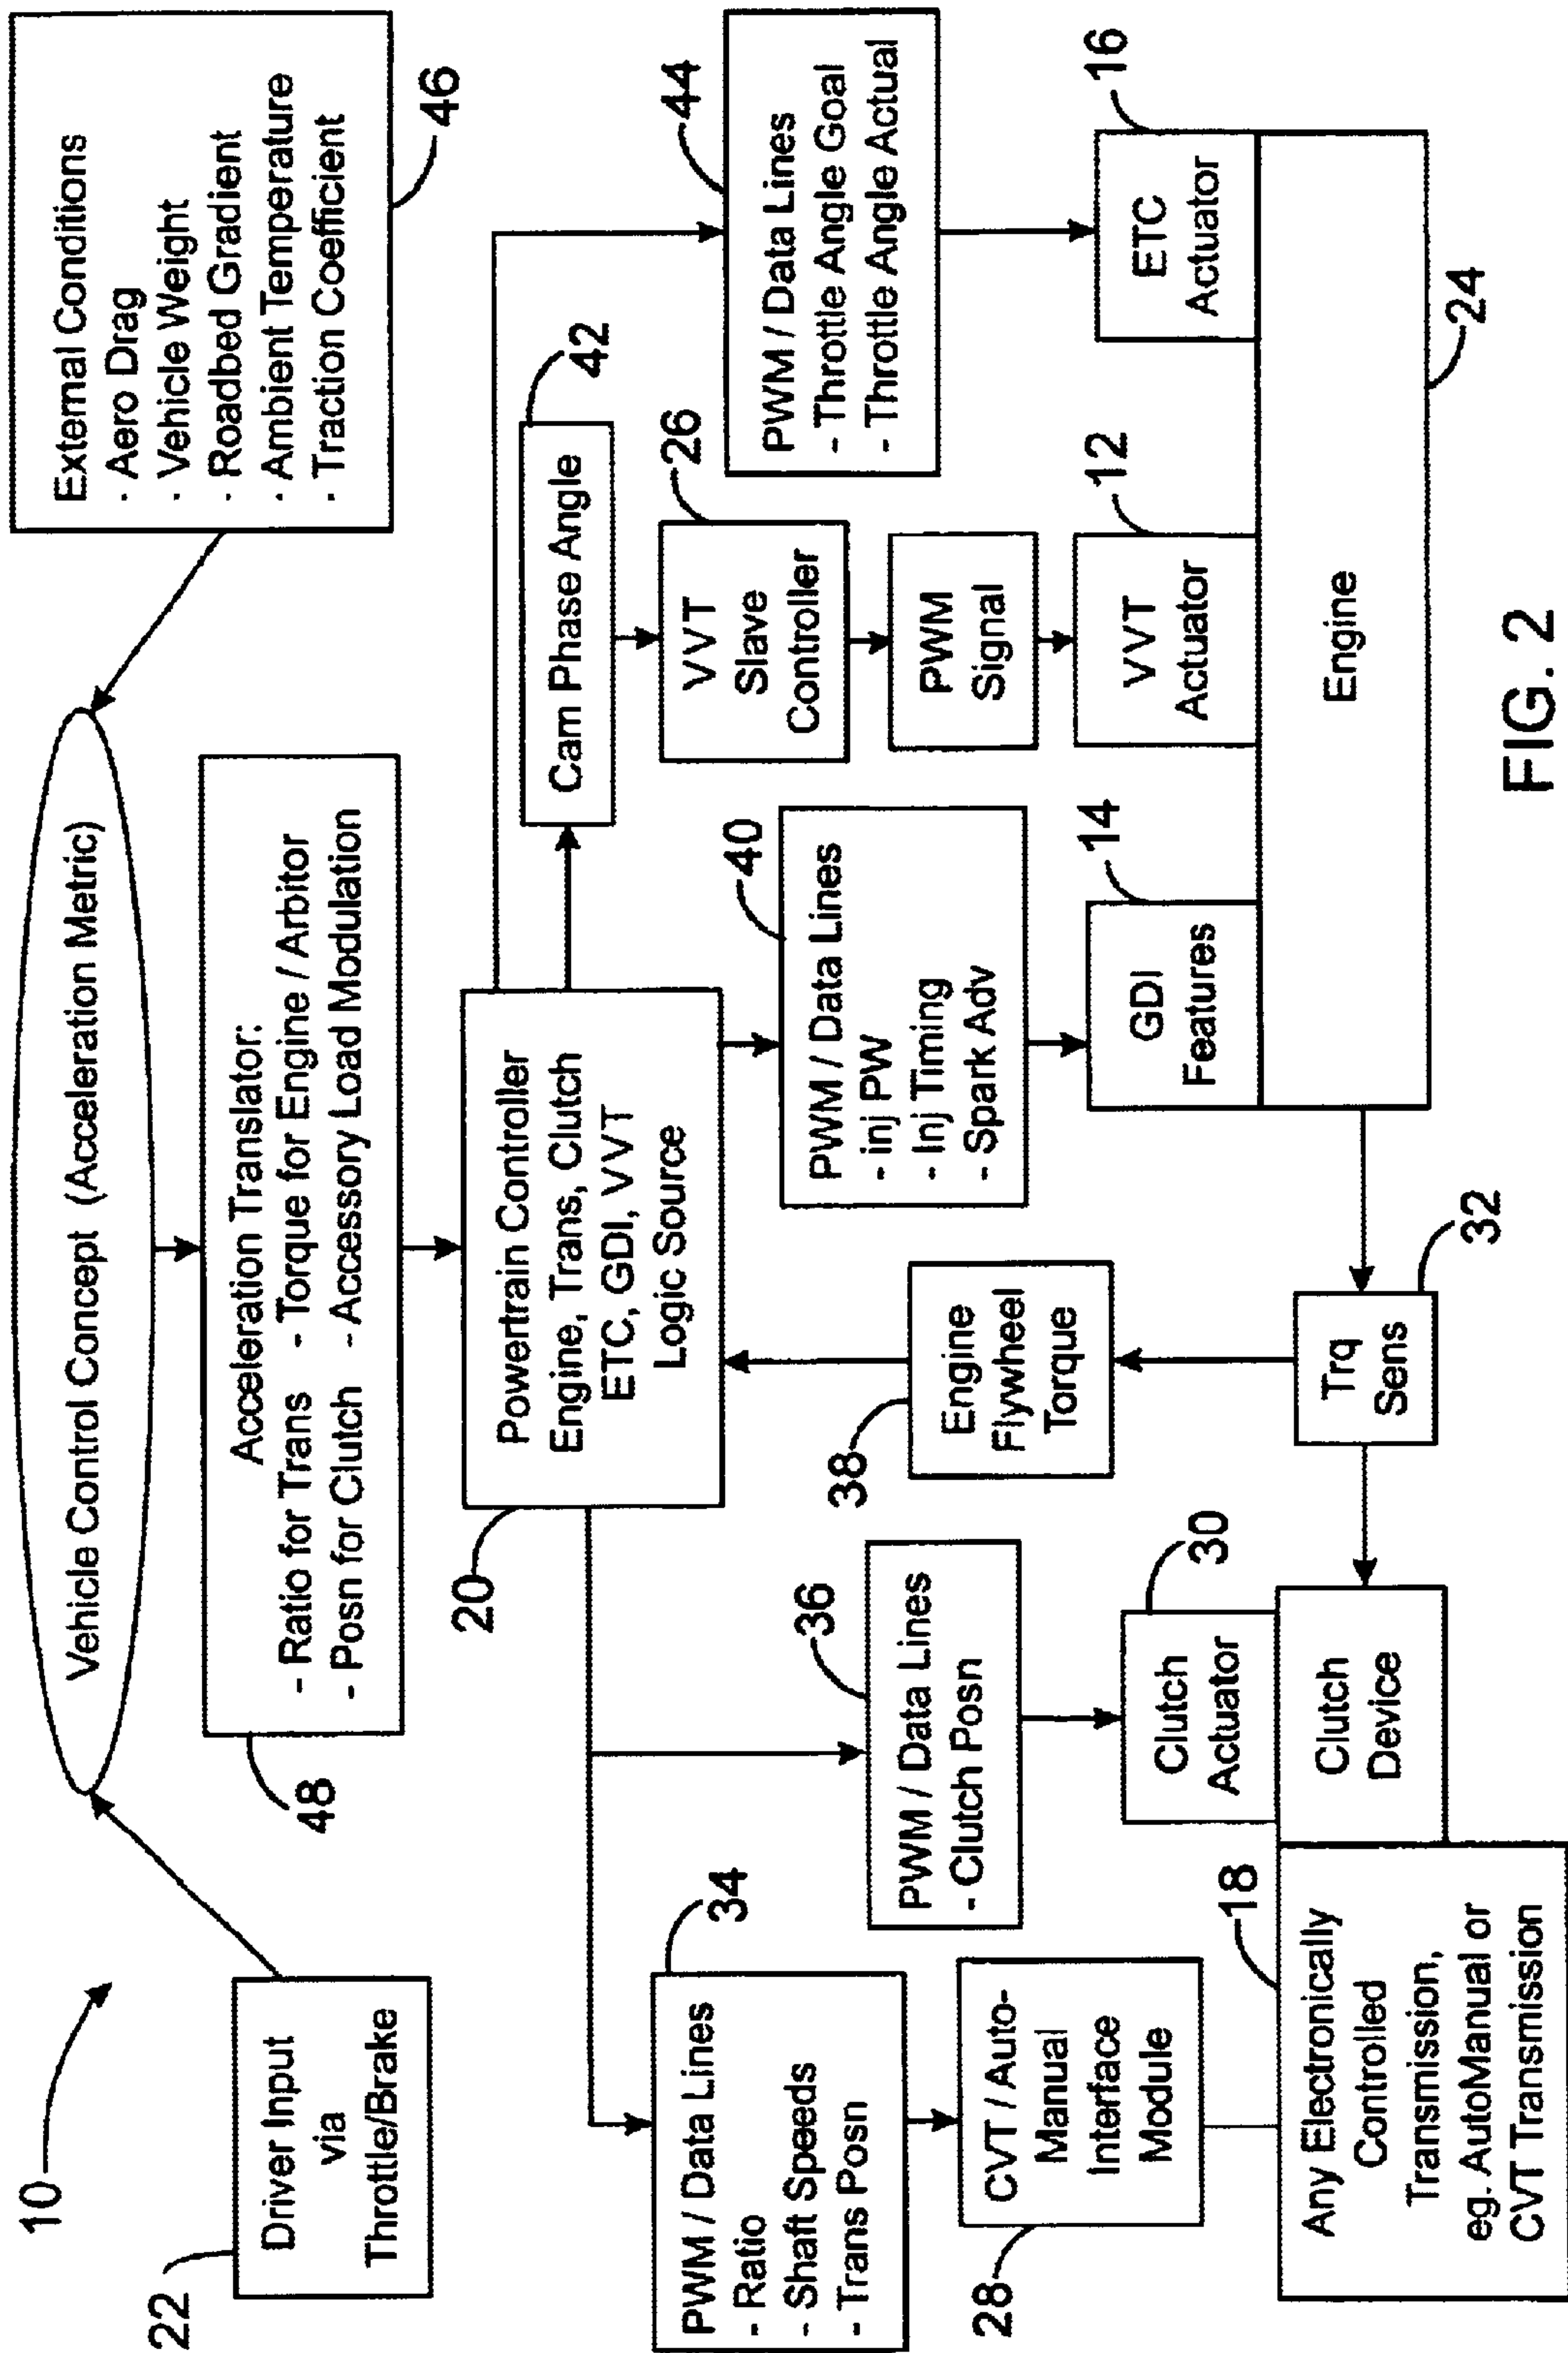 10
22
Driver Input
via
Throttle/Brake
Vehicle Control Concept (Acceleration Metric)
External Conditions
· Aero Drag
· Vehicle Weight
· Roadbed Gradient
· Ambient Temperature
· Traction Coefficient
46
48
Acceleration Translator:
- Ratio for Trans - Torque for Engine / Arbitor
- Posn for Clutch - Accessory Load Modulation
20
Powertrain Controller
Engine, Trans, Clutch
ETC, GDI, VVT
Logic Source
42
Cam Phase Angle
34
PWM / Data Lines
- Ratio
- Shaft Speeds
- Trans Posn
36
PWM / Data Lines
- Clutch Posn
38
Engine
Flywheel
Torque
40
PWM / Data Lines
- inj PW
- Inj Timing
- Spark Adv
26
VVT
Slave
Controller
PWM
Signal
44
PWM / Data Lines
- Throttle Angle Goal
- Throttle Angle Actual
28
CVT / Auto-
Manual
Interface
Module
30
Clutch
Actuator
14
GDI
Features
12
VVT
Actuator
16
ETC
Actuator
18
Any Electronically
Controlled
Transmission,
eg. AutoManual or
CVT Transmission
Clutch
Device
Trq
Sens
32
Engine
24
FIG. 2